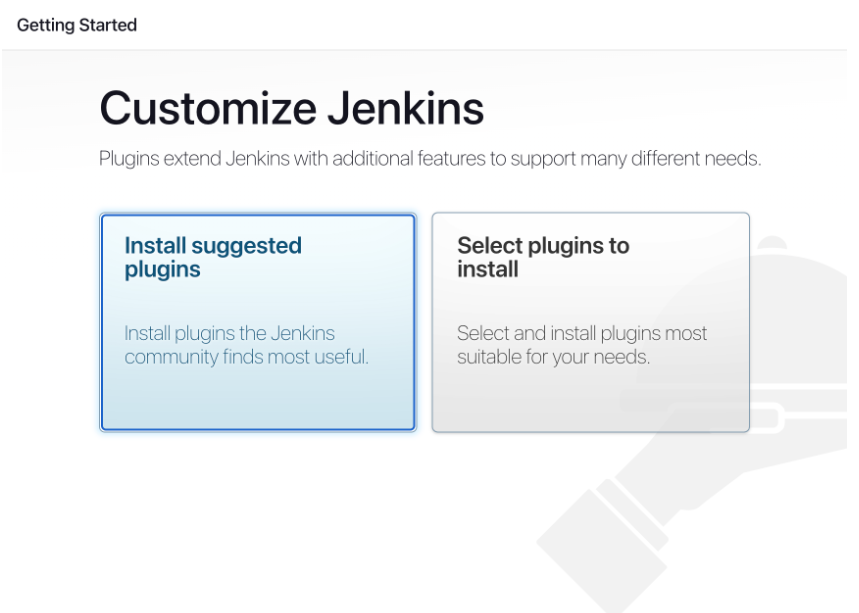 Getting Started
Customize Jenkins
Plugins extend Jenkins with additional features to support many different needs.
Install suggested
plugins
Install plugins the Jenkins
community finds most useful.
Select plugins to
install
Select and install plugins most
suitable for your needs.